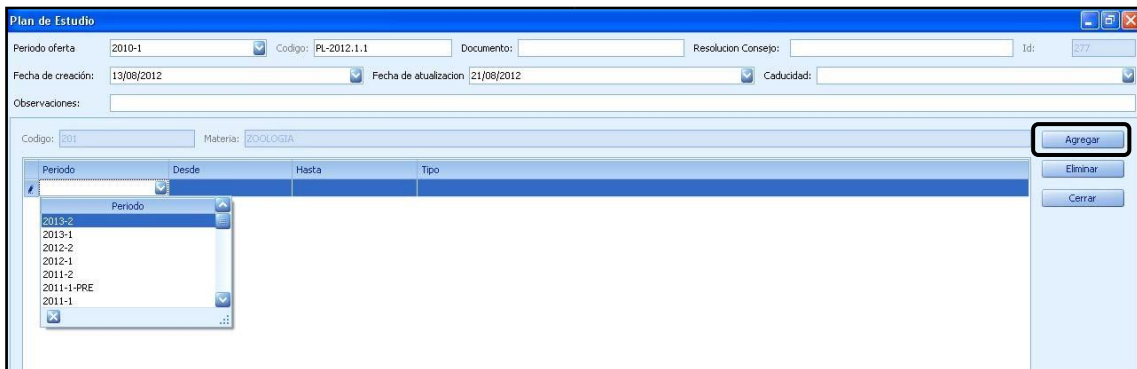 Plan de Estudio
Periodo oferta 2010-1 Codigo: PL-2012.1.1 Documento: Resolucion Consejo: Id: 277
Fecha de creación: 13/08/2012 Fecha de atualizacion 21/08/2012 Caducidad:
Observaciones:
Codigo: 201 Materia: ZOOLOGIA Agregar
Periodo Desde Hasta Tipo Eliminar
Periodo Cerrar
2013-2
2013-1
2012-2
2012-1
2011-2
2011-1-PRE
2011-1